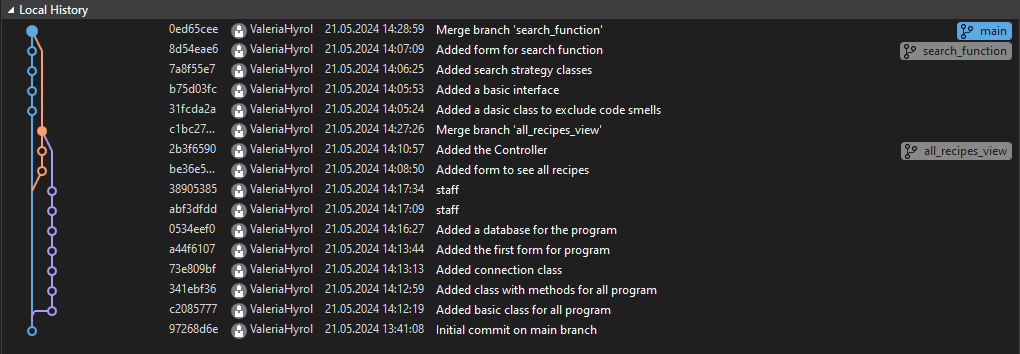 Local History
0ed65cee ValeriaHyrol 21.05.2024 14:28:59 Merge branch 'search_function' main
8d54eae6 ValeriaHyrol 21.05.2024 14:07:09 Added form for search function search_function
7a8f55e7 ValeriaHyrol 21.05.2024 14:06:25 Added search strategy classes
b75d03fc ValeriaHyrol 21.05.2024 14:05:53 Added a basic interface
31fcda2a ValeriaHyrol 21.05.2024 14:05:24 Added a dasic class to exclude code smells
c1bc27... ValeriaHyrol 21.05.2024 14:27:26 Merge branch 'all_recipes_view'
2b3f6590 ValeriaHyrol 21.05.2024 14:10:57 Added the Controller all_recipes_view
be36e5... ValeriaHyrol 21.05.2024 14:08:50 Added form to see all recipes
38905385 ValeriaHyrol 21.05.2024 14:17:34 staff
abf3dfdd ValeriaHyrol 21.05.2024 14:17:09 staff
0534eef0 ValeriaHyrol 21.05.2024 14:16:27 Added a database for the program
a44f6107 ValeriaHyrol 21.05.2024 14:13:44 Added the first form for program
73e809bf ValeriaHyrol 21.05.2024 14:13:13 Added connection class
341ebf36 ValeriaHyrol 21.05.2024 14:12:59 Added class with methods for all program
c2085777 ValeriaHyrol 21.05.2024 14:12:19 Added basic class for all program
97268d6e ValeriaHyrol 21.05.2024 13:41:08 Initial commit on main branch